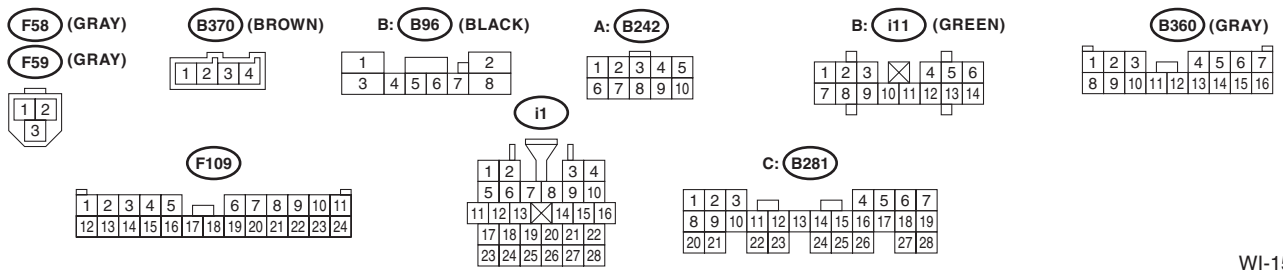 F58 (GRAY)
F59 (GRAY)
1 2
3
B370 (BROWN)
1 2 3 4
B: B96 (BLACK)
1 2
3 4 5 6 7 8
A: B242
1 2 3 4 5
6 7 8 9 10
B: i11 (GREEN)
1 2 3 4 5 6
7 8 9 10 11 12 13 14
B360 (GRAY)
1 2 3 4 5 6 7
8 9 10 11 12 13 14 15 16
F109
1 2 3 4 5 6 7 8 9 10 11
12 13 14 15 16 17 18 19 20 21 22 23 24
i1
1 2 3 4
5 6 7 8 9 10
11 12 13 14 15 16
17 18 19 20 21 22
23 24 25 26 27 28
C: B281
1 2 3 4 5 6 7
8 9 10 11 12 13 14 15 16 17 18 19
20 21 22 23 24 25 26 27 28